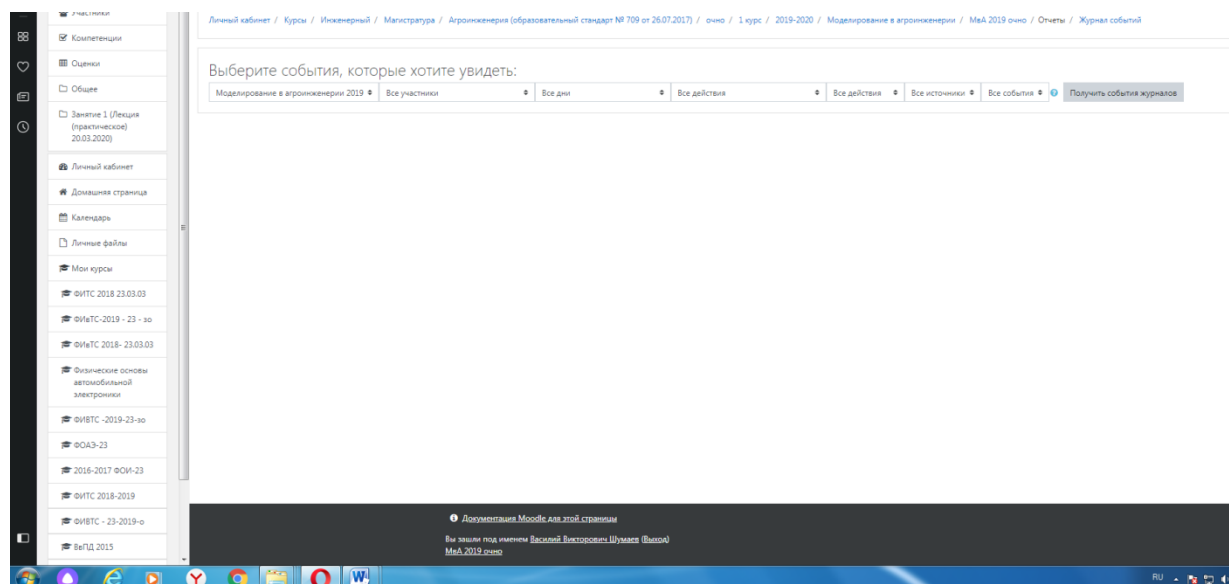 Участники
Личный кабинет / Курсы / Инженерный / Магистратура / Агроинженерия (образовательный стандарт № 709 от 26.07.2017) / очно / 1 курс / 2019-2020 / Моделирование в агроинженерии / МвА 2019 очно / Отчеты / Журнал событий
Компетенции
Оценки
Общее
Занятие 1 (Лекция
(практическое)
20.03.2020)
Личный кабинет
Домашняя страница
Календарь
Личные файлы
Мои курсы
ФИТС 2018 23.03.03
ФИвТС-2019 - 23 - зо
ФИвТС 2018- 23.03.03
Физические основы
автомобильной
электроники
ФИВТС -2019-23-зо
ФОАЭ-23
2016-2017 ФОИ-23
ФИТС 2018-2019
ФИВТС - 23-2019-о
ВвПД 2015
Выберите события, которые хотите увидеть:
Моделирование в агроинженерии 2019 Все участники Все дни Все действия Все действия Все источники Все события Получить события журналов
Документация Moodle для этой страницы
Вы зашли под именем Василий Викторович Шумаев (Выход)
МвА 2019 очно
RU